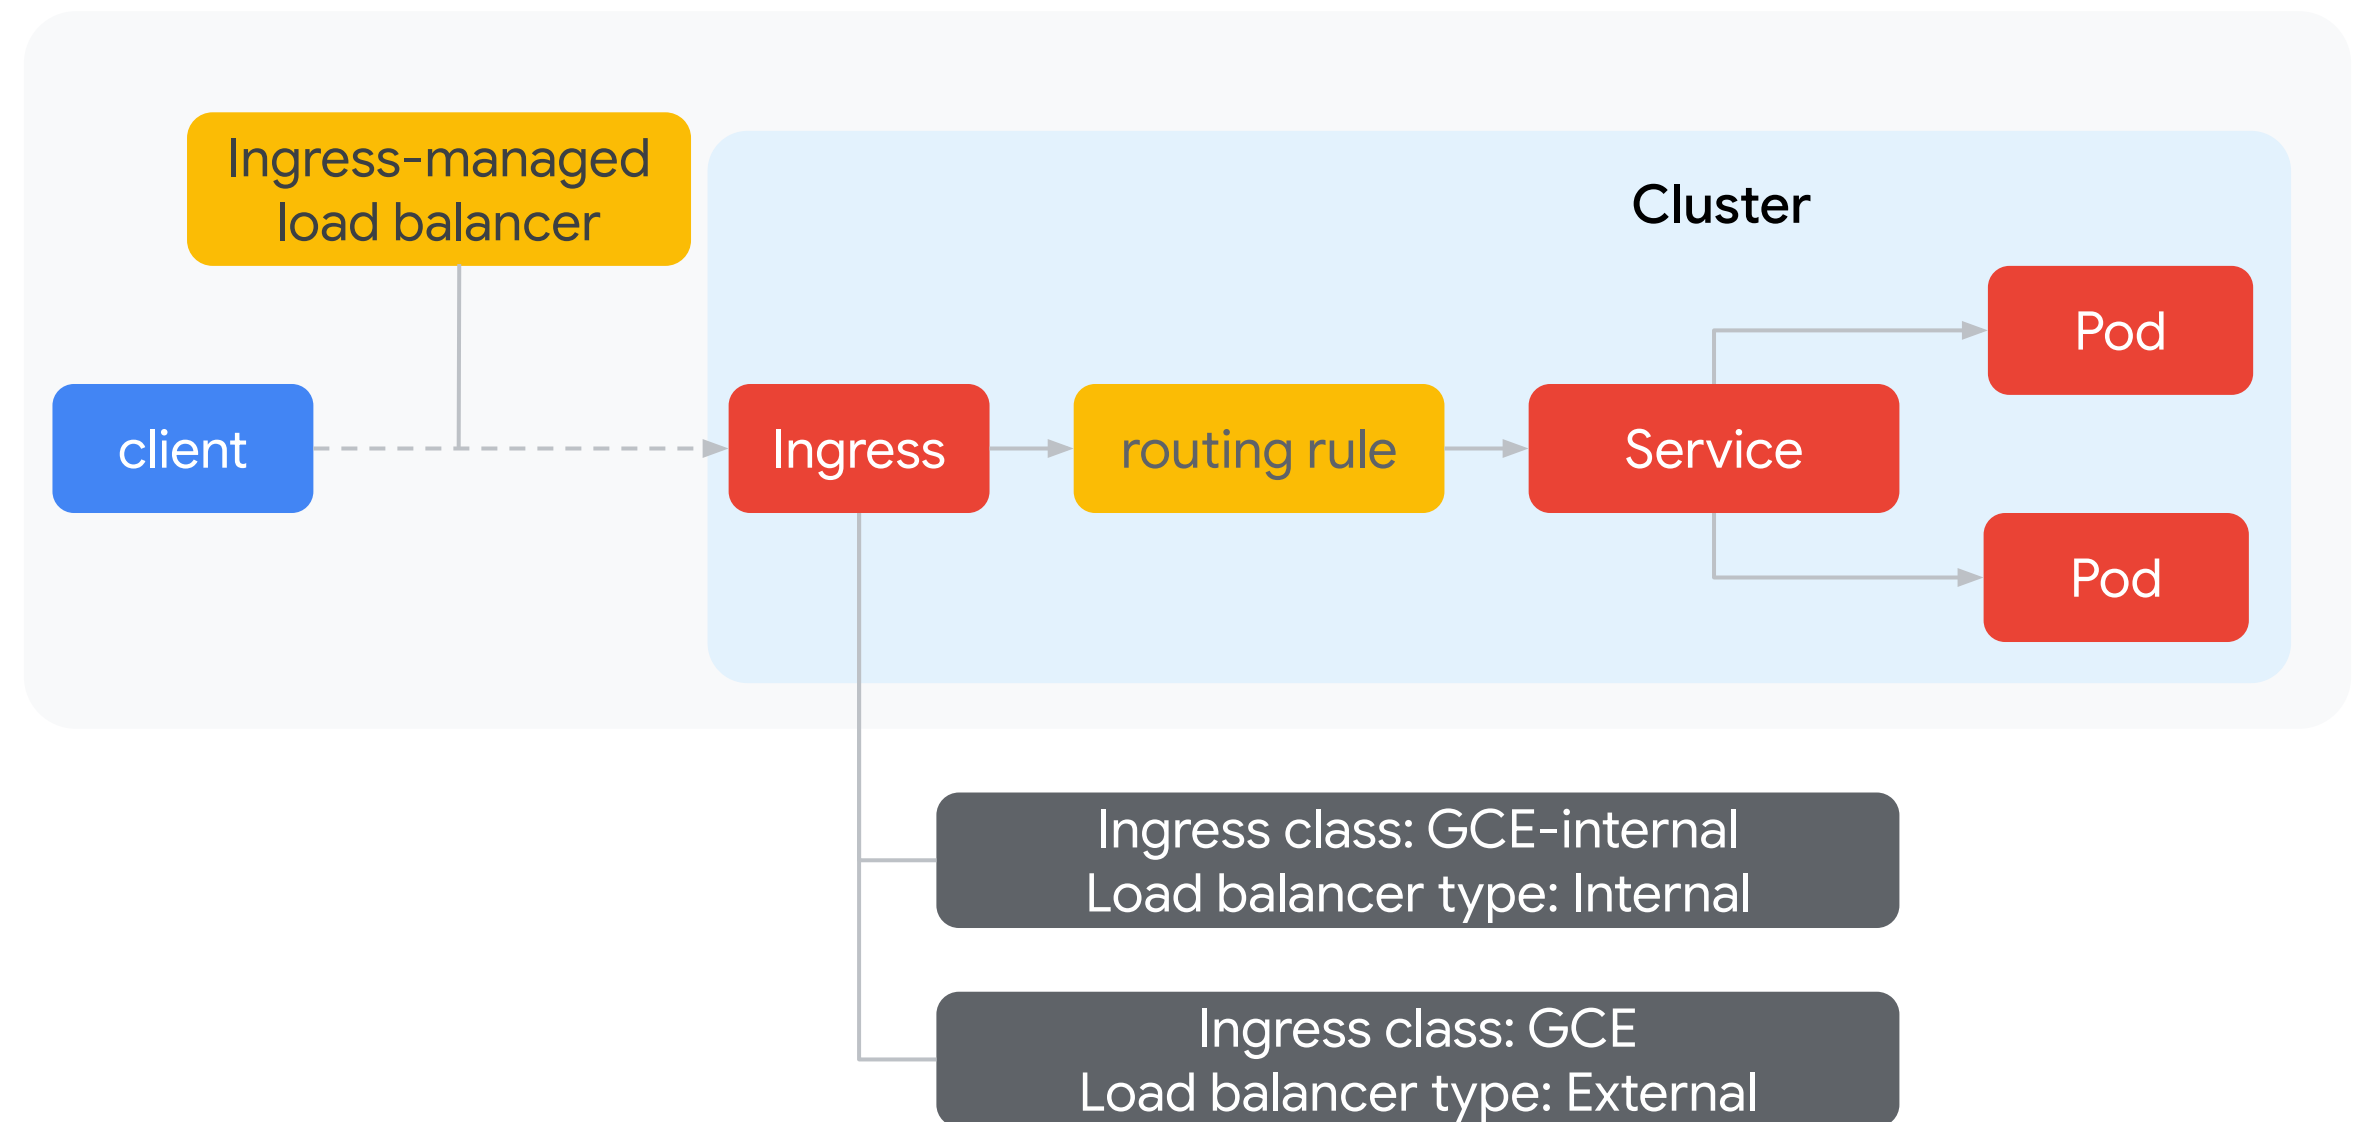 Ingress-managed
load balancer
Cluster
Pod
client
Ingress
routing rule
Service
Pod
Ingress class: GCE-internal
Load balancer type: Internal
Ingress class: GCE
Load balancer type: External